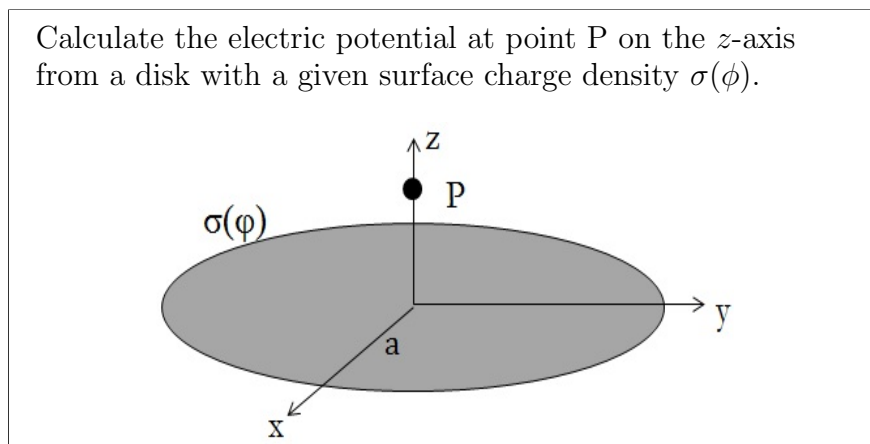 Calculate the electric potential at point P on the z-axis
from a disk with a given surface charge density σ(ϕ).
z
P
σ(φ)
y
a
x